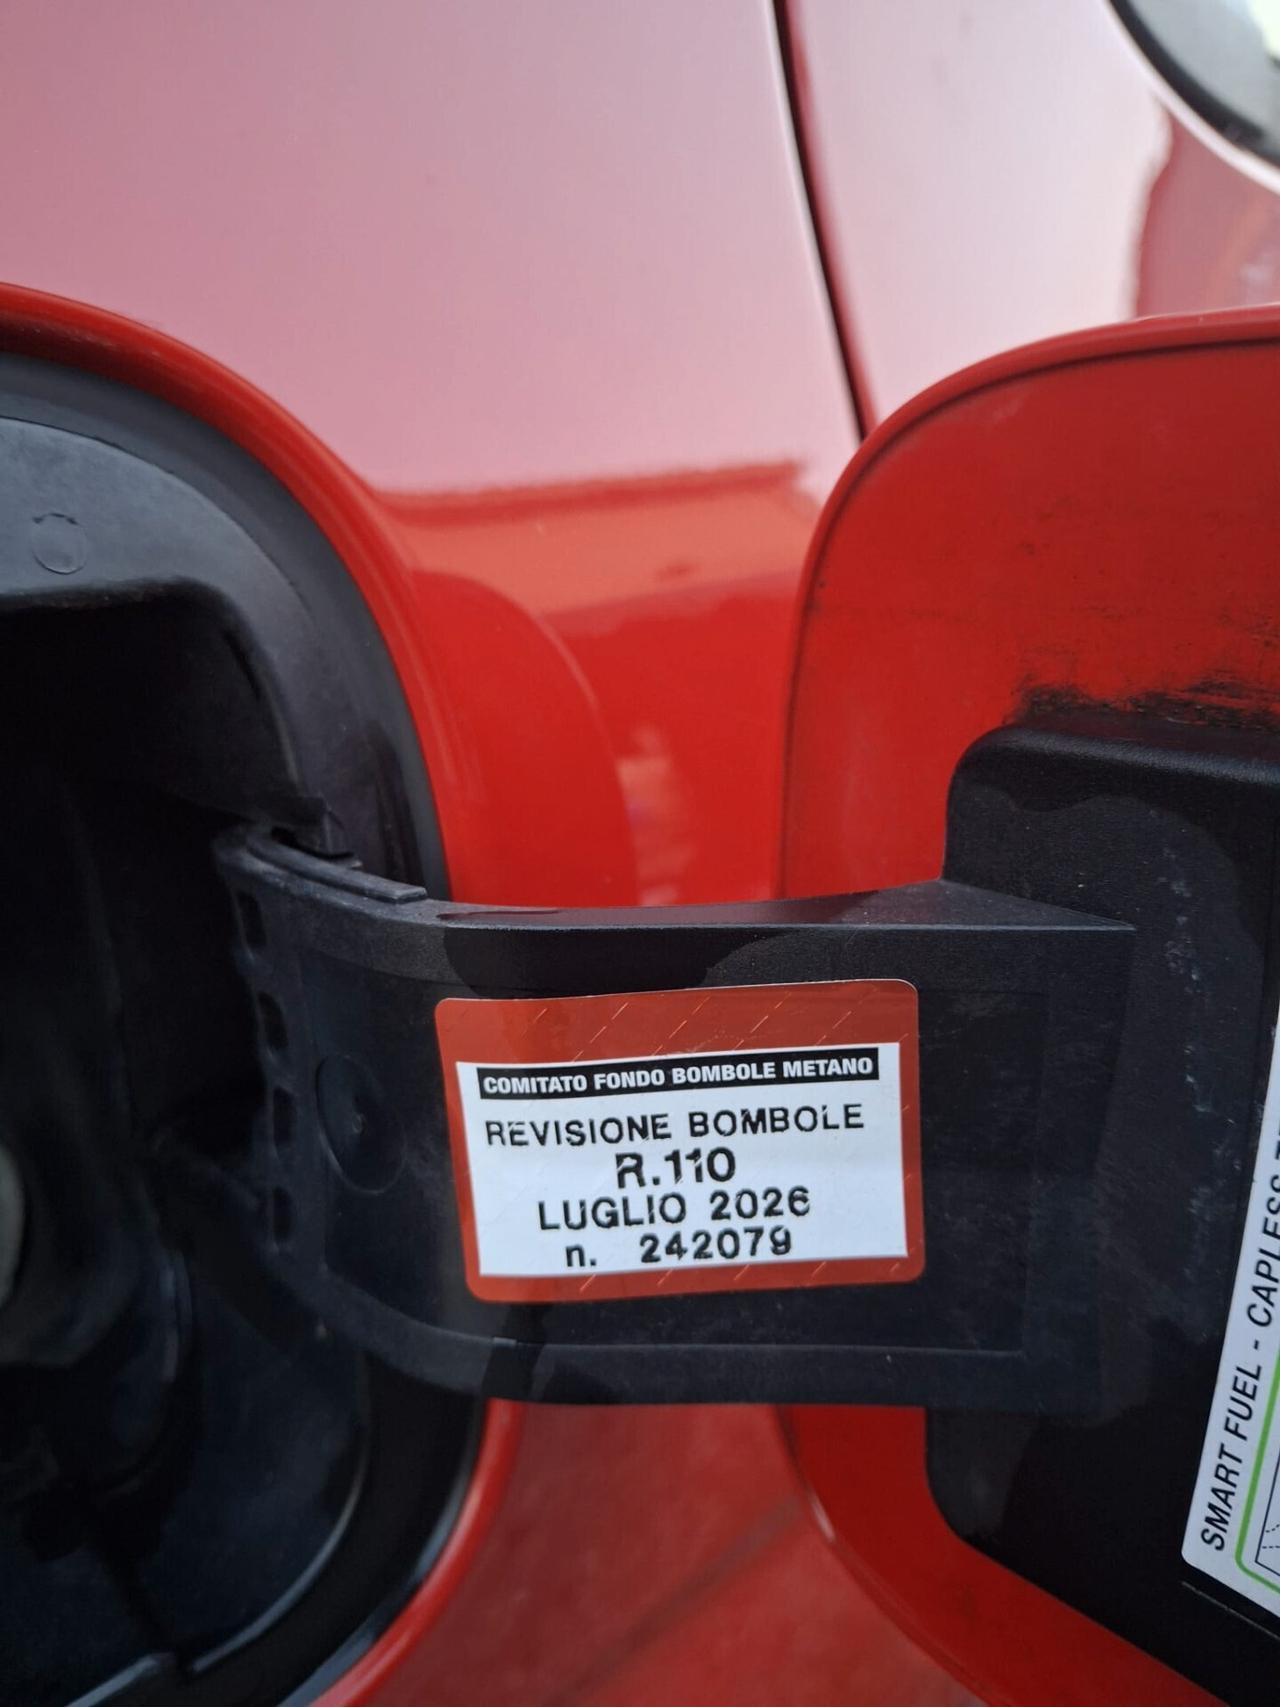 COMITATO FONDO BOMBOLE METANO
REVISIONE BOMBOLE
R.110
LUGLIO 2026
n. 242079
SMART FUEL - CAPLESS